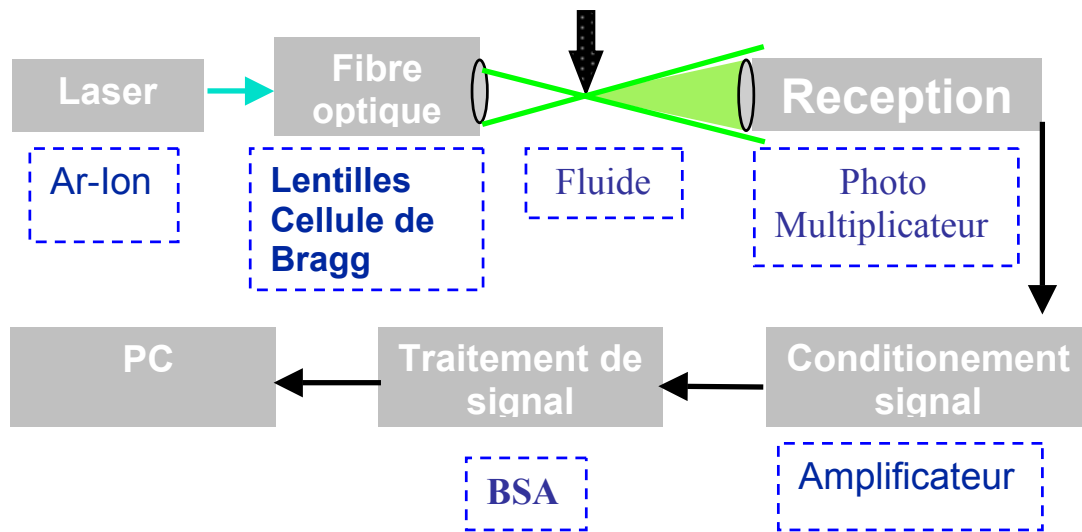 Laser
Fibre
optique
Reception
Ar-Ion
Lentilles
Cellule de
Bragg
Fluide
Photo
Multiplicateur
PC
Traitement de
signal
Conditionement
signal
BSA
Amplificateur